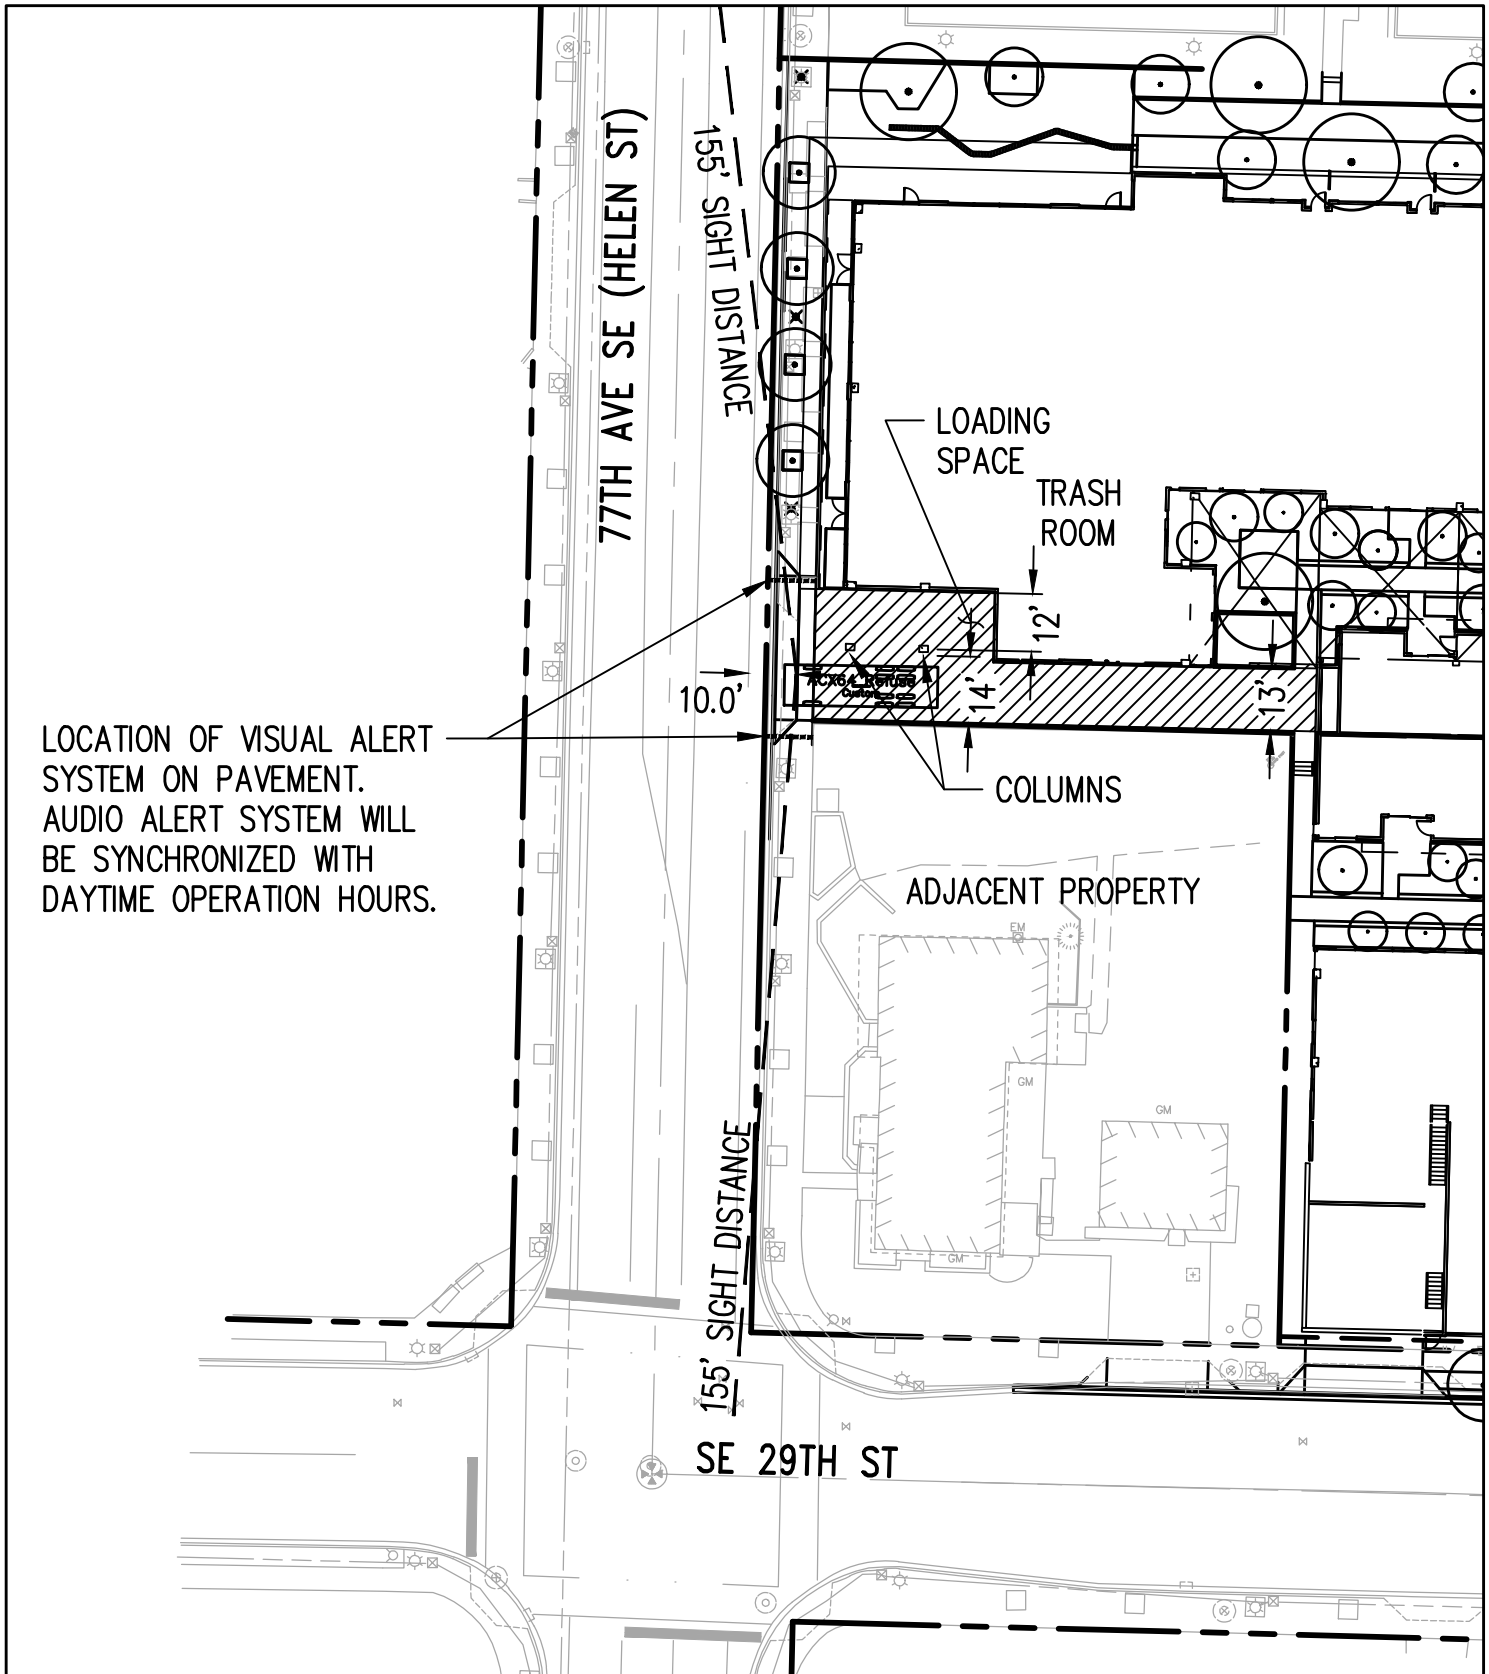 77TH AVE SE (HELEN ST)
155' SIGHT DISTANCE
LOADING
SPACE
TRASH
ROOM
12'
10.0'
ACX64_Refuse
Custom
14'
13'
LOCATION OF VISUAL ALERT
SYSTEM ON PAVEMENT.
AUDIO ALERT SYSTEM WILL
BE SYNCHRONIZED WITH
DAYTIME OPERATION HOURS.
COLUMNS
ADJACENT PROPERTY
EM
GM
GM
GM
155' SIGHT DISTANCE
SE 29TH ST